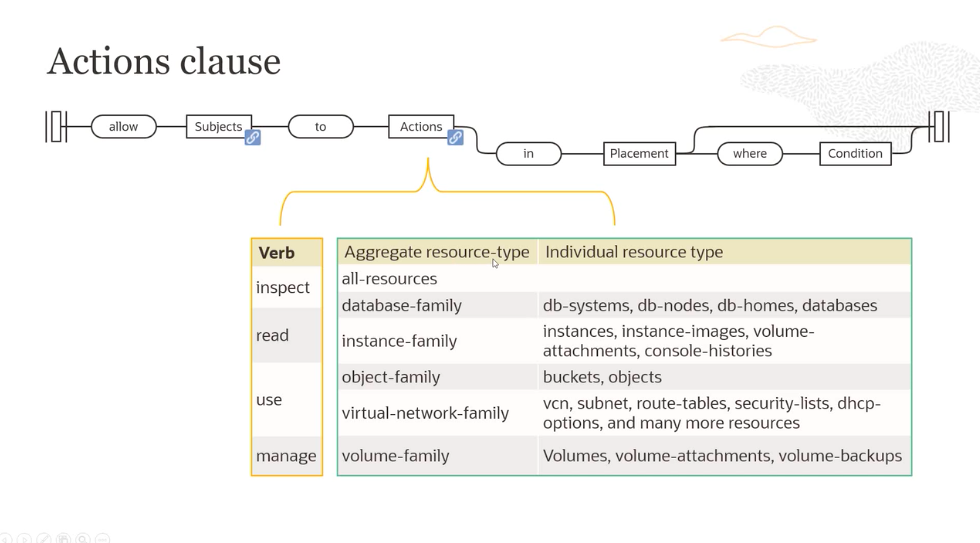 Actions clause
allow
Subjects
to
Actions
in
Placement
where
Condition
Verb
inspect
read
use
manage
Aggregate resource-type Individual resource type
all-resources
database-family db-systems, db-nodes, db-homes, databases
instance-family instances, instance-images, volume-
attachments, console-histories
object-family buckets, objects
virtual-network-family vcn, subnet, route-tables, security-lists, dhcp-
options, and many more resources
volume-family Volumes, volume-attachments, volume-backups